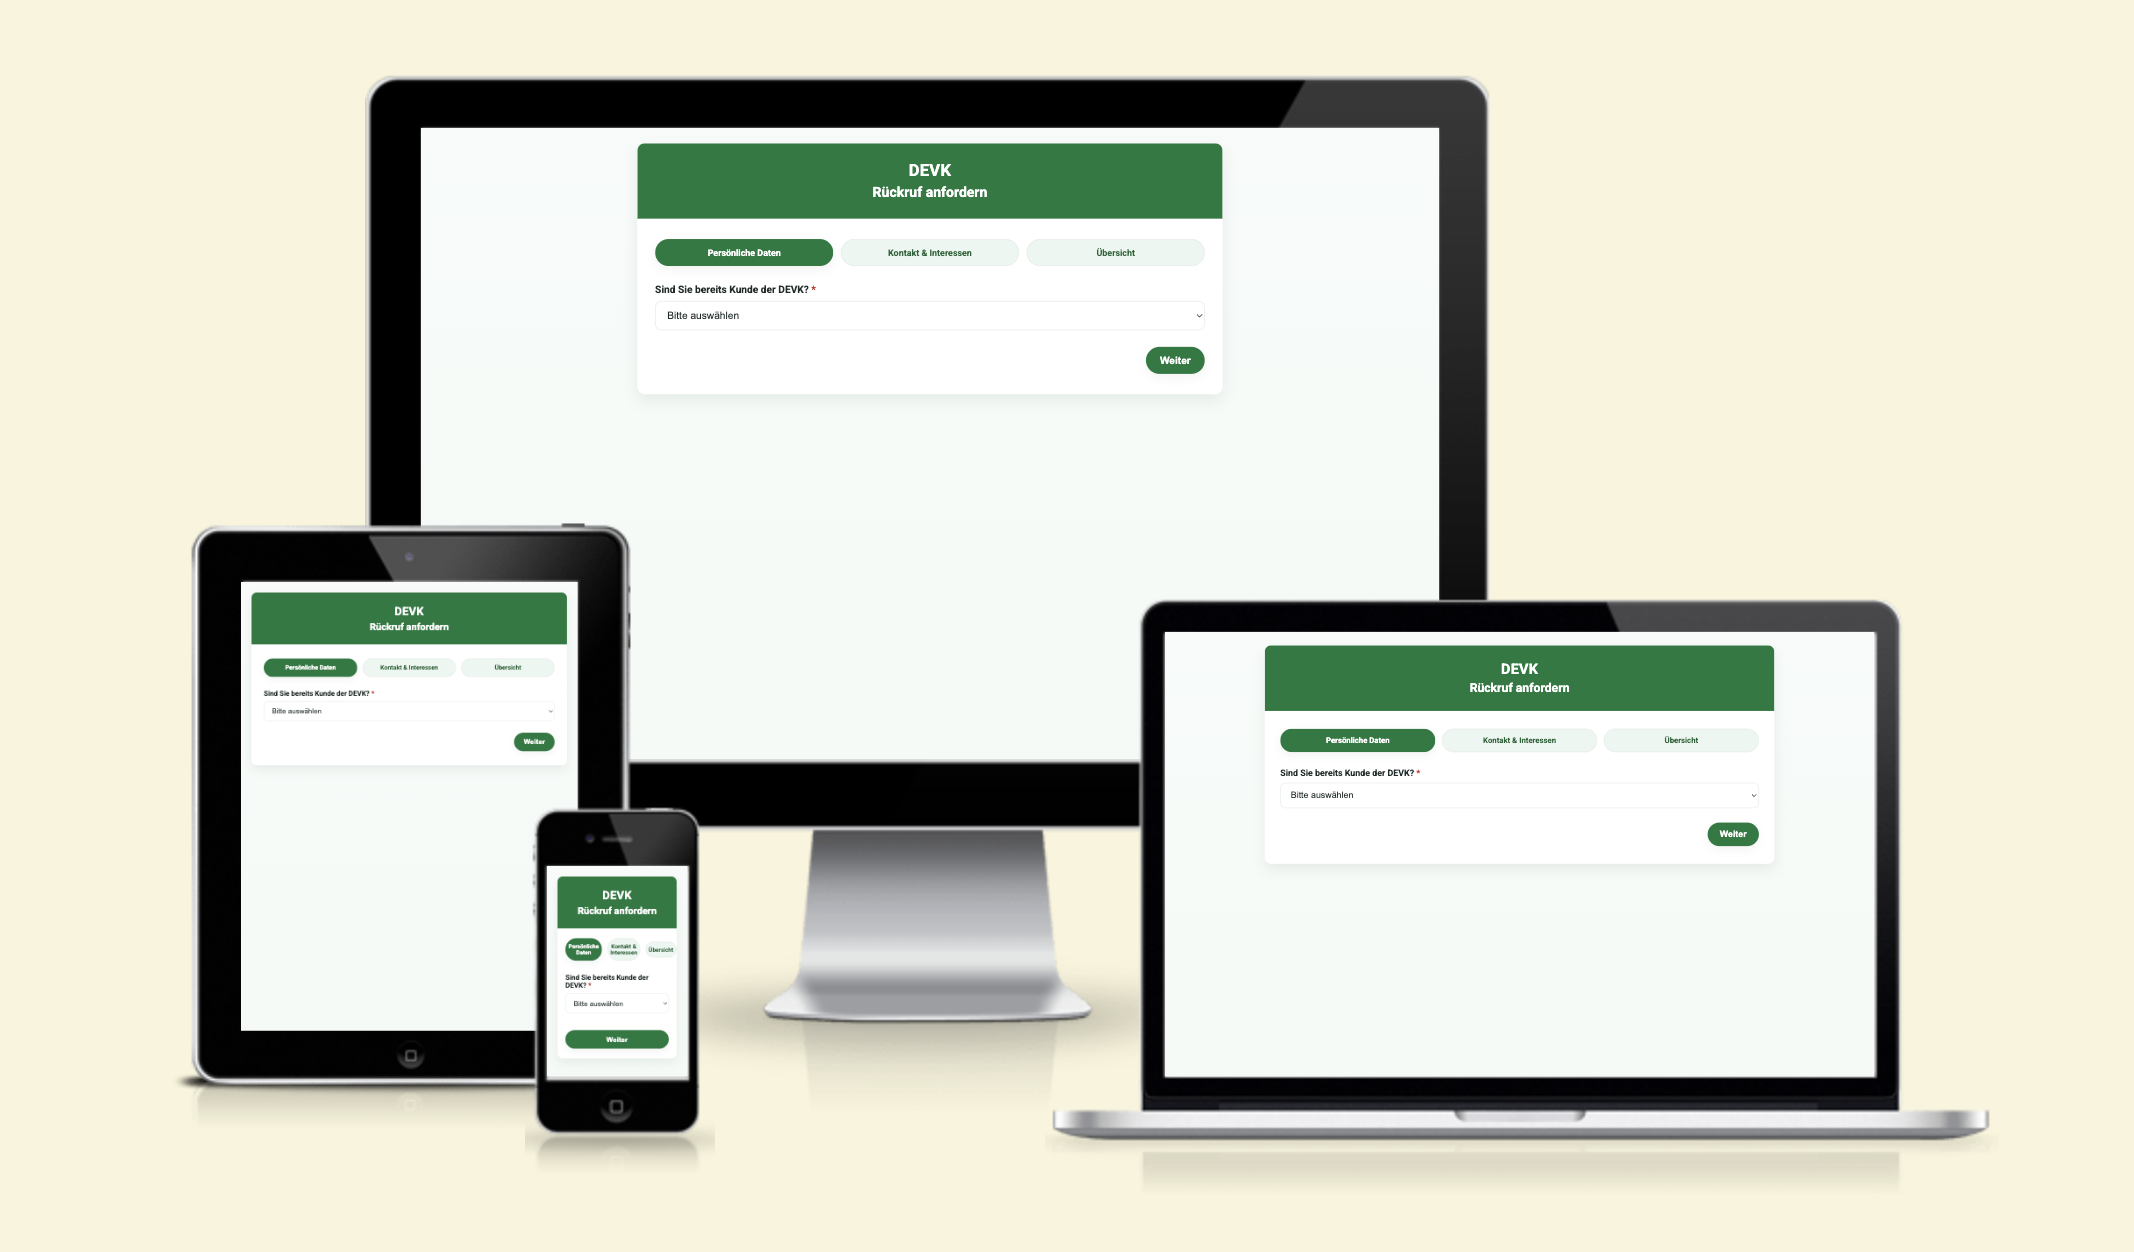 DEVK
Rückruf anfordern
Persönliche Daten
Kontakt & Interessen
Übersicht
Sind Sie bereits Kunde der DEVK? *
Bitte auswählen
Weiter
DEVK
Rückruf anfordern
Persönliche Daten
Kontakt & Interessen
Übersicht
Sind Sie bereits Kunde der DEVK? *
Bitte auswählen
Weiter
DEVK
Rückruf anfordern
Persönliche
Daten
Kontakt &
Interessen
Übersicht
Sind Sie bereits Kunde der
DEVK? *
Bitte auswählen
Weiter
DEVK
Rückruf anfordern
Persönliche Daten
Kontakt & Interessen
Übersicht
Sind Sie bereits Kunde der DEVK? *
Bitte auswählen
Weiter